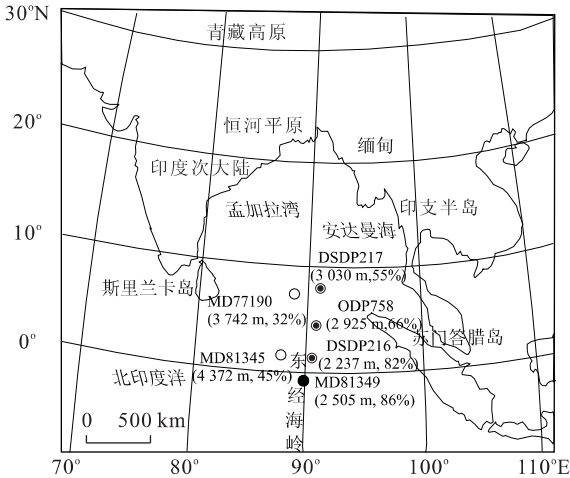 30°N
青藏高原
20°
恒河平原
缅甸
印度次大陆
孟加拉湾
印支半岛
安达曼海
10°
DSDP217
(3 030 m,55%)
斯里兰卡岛
MD77190
(3 742 m, 32%)
ODP758
(2 925 m,66%)
苏门答腊岛
0°
DSDP216
(2 237 m, 82%)
MD81345
(4 372 m, 45%)
北印度洋
MD81349
(2 505 m, 86%)
东
经
海
岭
0 500 km
70° 80° 90° 100° 110°E